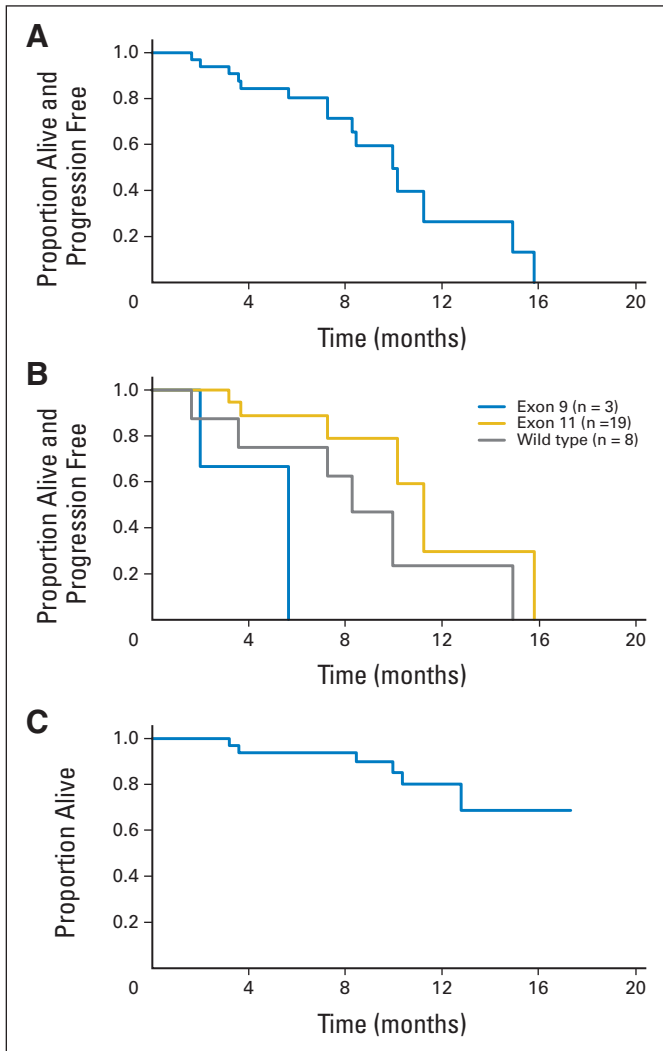 A
Proportion Alive and
Progression Free
1.0
0.8
0.6
0.4
0.2
0 4 8 12 16 20
Time (months)
B
Proportion Alive and
Progression Free
1.0
0.8
0.6
0.4
0.2
Exon 9 (n = 3)
Exon 11 (n =19)
Wild type (n = 8)
0 4 8 12 16 20
Time (months)
C
Proportion Alive
1.0
0.8
0.6
0.4
0.2
0 4 8 12 16 20
Time (months)